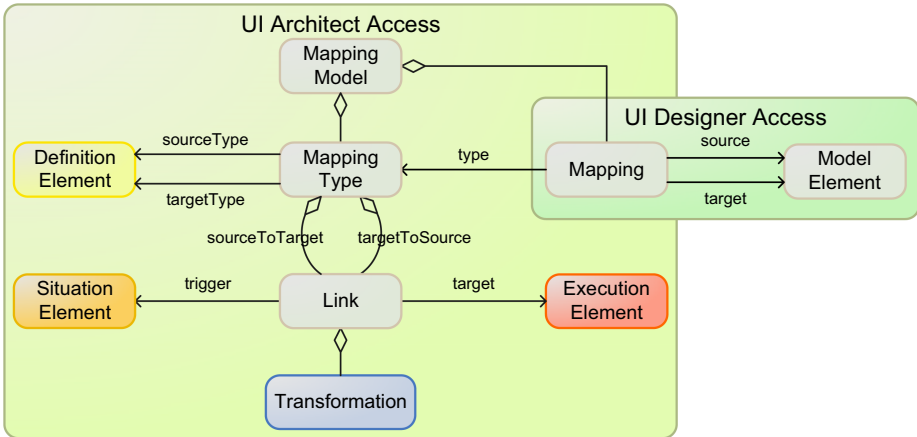 UI Architect Access
Mapping
Model
UI Designer Access
sourceType
Definition
Element
targetType
Mapping
Type
type
Mapping
source
target
Model
Element
sourceToTarget
targetToSource
Situation
Element
trigger
Link
target
Execution
Element
Transformation